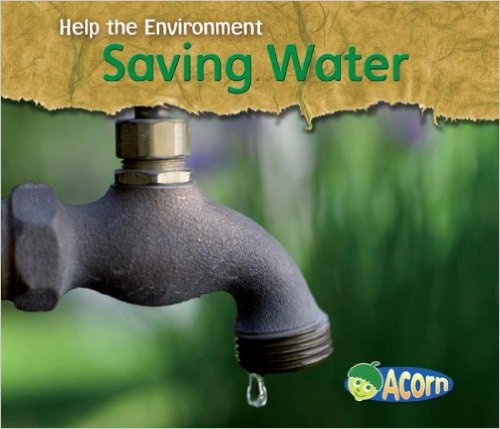 Help the Environment
Saving Water
Acorn